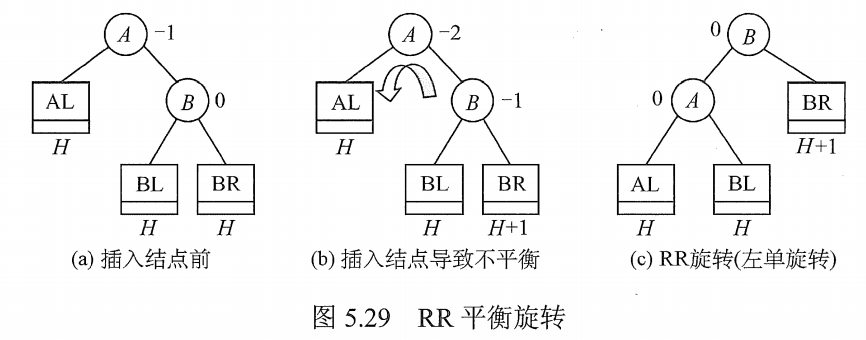 A -1
AL
H
B 0
BL
H
BR
H
(a) 插入结点前
A -2
AL
H
B -1
BL
H
BR
H+1
(b) 插入结点导致不平衡
0 B
0 A
BR
H+1
AL
H
BL
H
(c) RR旋转(左单旋转)
图 5.29 RR 平衡旋转